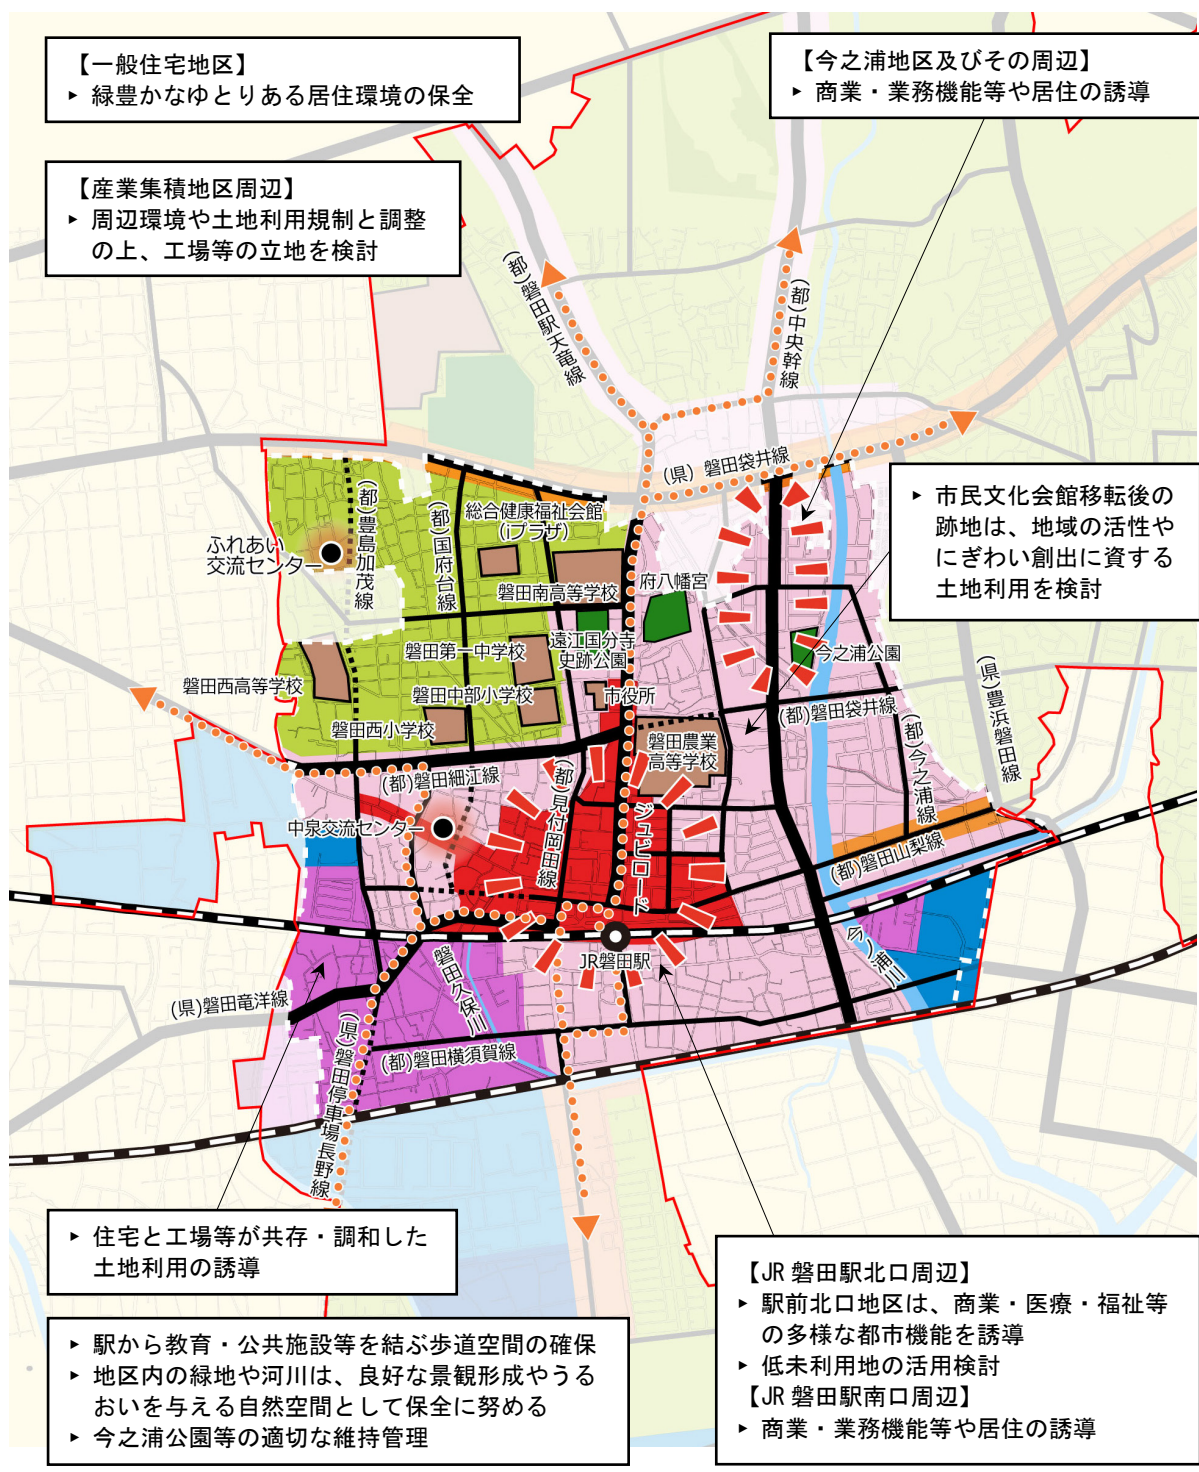 【一般住宅地区】
▶ 緑豊かなゆとりある居住環境の保全
【今之浦地区及びその周辺】
▶ 商業・業務機能等や居住の誘導
【産業集積地区周辺】
▶ 周辺環境や土地利用規制と調整
の上、工場等の立地を検討
(都)磐田駅天竜線
(都)中央幹線
(県)磐田袋井線
▶ 市民文化会館移転後の
跡地は、地域の活性や
にぎわい創出に資する
土地利用を検討
(都)豊島加茂線
(都)国府台線
総合健康福祉会館
(iプラザ)
ふれあい
交流センター
磐田南高等学校
府八幡宮
遠江国分寺
史跡公園
磐田第一中学校
今之浦公園
磐田西高等学校
磐田中部小学校
市役所
(県)豊浜磐田線
磐田西小学校
(都)磐田袋井線
磐田農業
高等学校
(都)今之浦線
(都)磐田細江線
(都)見付岡田線
ジュビロード
中泉交流センター
(都)磐田山梨線
JR磐田駅
今ノ浦川
磐田久保川
(県)磐田竜洋線
(都)磐田横須賀線
(県)磐田停車場長野線
▶ 住宅と工場等が共存・調和した
土地利用の誘導
▶ 駅から教育・公共施設等を結ぶ歩道空間の確保
▶ 地区内の緑地や河川は、良好な景観形成やうる
おいを与える自然空間として保全に努める
▶ 今之浦公園等の適切な維持管理
【JR 磐田駅北口周辺】
▶ 駅前北口地区は、商業・医療・福祉等
の多様な都市機能を誘導
▶ 低未利用地の活用検討
【JR 磐田駅南口周辺】
▶ 商業・業務機能等や居住の誘導